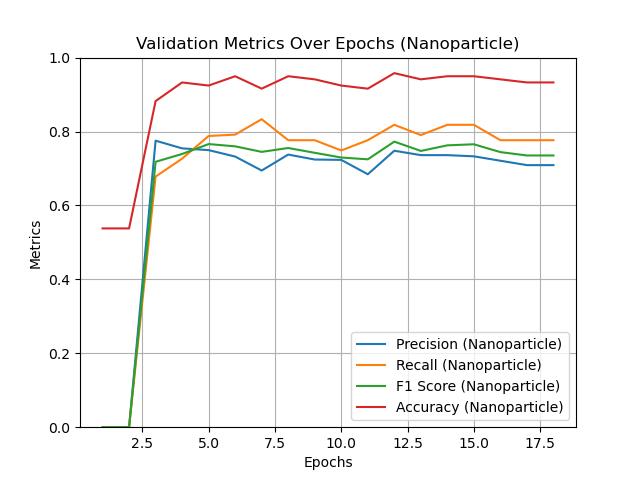 Validation Metrics Over Epochs (Nanoparticle)
1.0
0.8
0.6
0.4
0.2
0.0
Metrics
2.5 5.0 7.5 10.0 12.5 15.0 17.5
Epochs
Precision (Nanoparticle)
Recall (Nanoparticle)
F1 Score (Nanoparticle)
Accuracy (Nanoparticle)